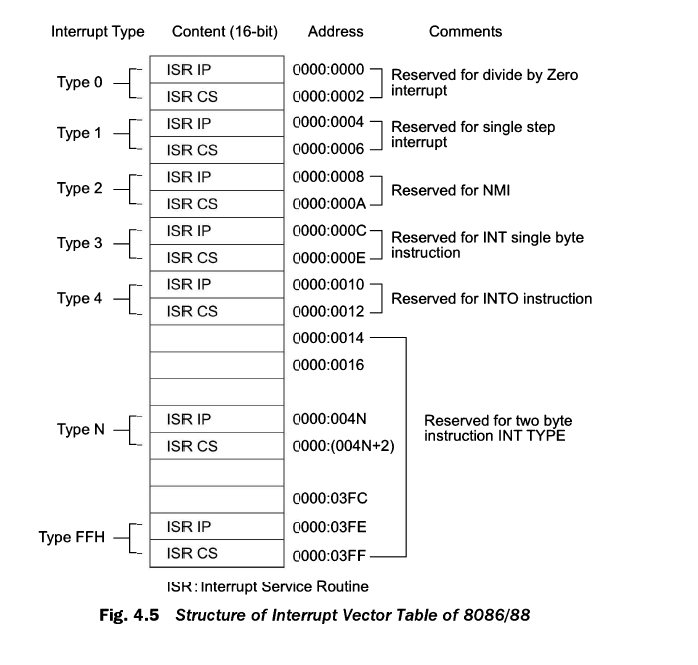 Interrupt Type Content (16-bit) Address Comments
Type 0 ISR IP 0000:0000 Reserved for divide by Zero
ISR CS 0000:0002 interrupt
Type 1 ISR IP 0000:0004 Reserved for single step
ISR CS 0000:0006 interrupt
Type 2 ISR IP 0000:0008 Reserved for NMI
ISR CS 0000:000A
Type 3 ISR IP 0000:000C Reserved for INT single byte
ISR CS 0000:000E instruction
Type 4 ISR IP 0000:0010 Reserved for INTO instruction
ISR CS 0000:0012
0000:0014
0000:0016
Type N ISR IP 0000:004N Reserved for two byte
ISR CS 0000:(004N+2) instruction INT TYPE
0000:03FC
Type FFH ISR IP 0000:03FE
ISR CS 0000:03FF
ISR : Interrupt Service Routine
Fig. 4.5 Structure of Interrupt Vector Table of 8086/88